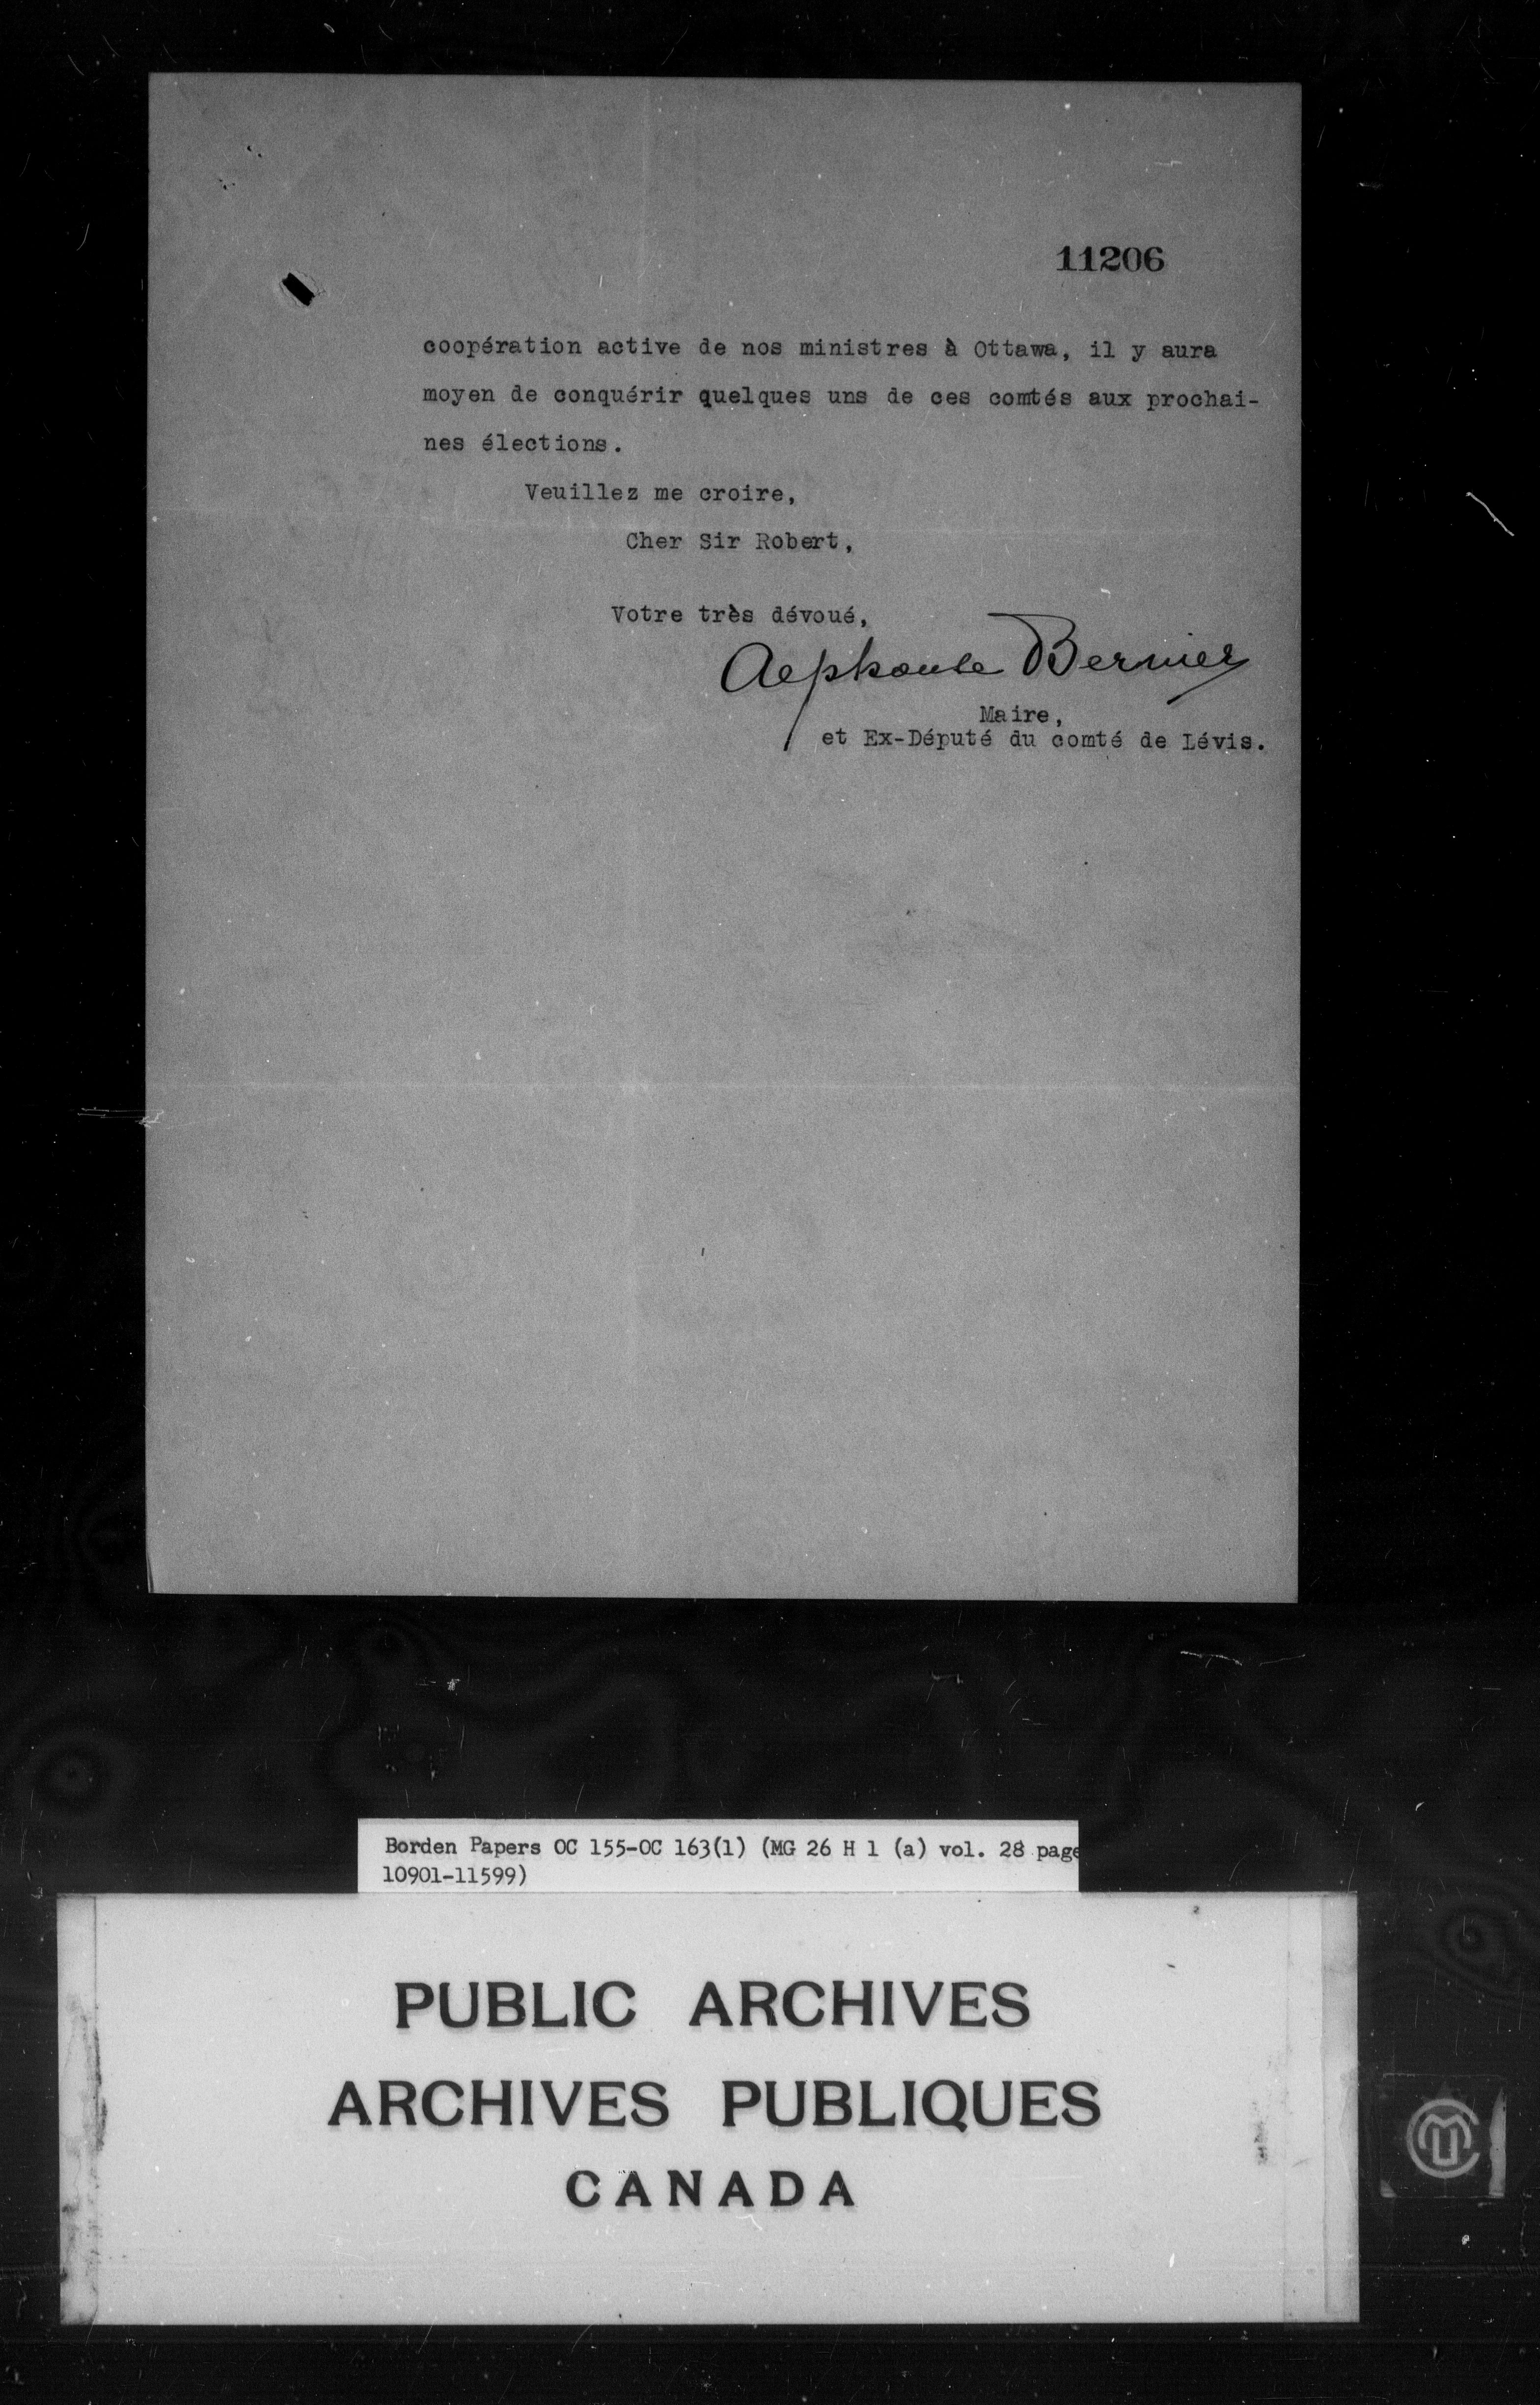 11206
coopération active de nos ministres à Ottawa, il y aura
moyen de conquérir quelques uns de ces comtés aux prochai-
nes élections.
Veuillez me croire,
Cher Sir Robert,
Votre très dévoué,
Alphonse Bernier
Maire,
et Ex-Député du comté de Lévis.
Borden Papers OC 155-OC 163(1) (MG 26 H 1 (a) vol. 28 page
10901-11599)
PUBLIC ARCHIVES
ARCHIVES PUBLIQUES
CANADA